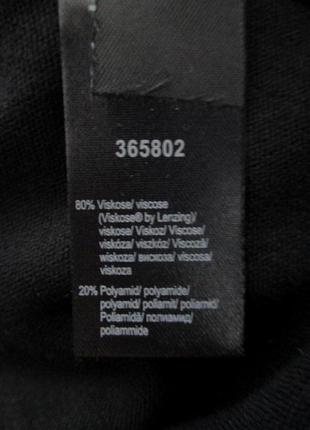 365802
80% Viskose/ viscose
(Viskose® by Lenzing)/
viskose/ Viskoz/ Viscose/
viskóza/ viszkóz/ Viscoză/
wiskoza/ вискоза/ viscosa/
viskoza
20% Polyamid/ polyamide/
polyamid/ poliamit/ poliamid/
Poliamidă/ полиамид/
poliammide